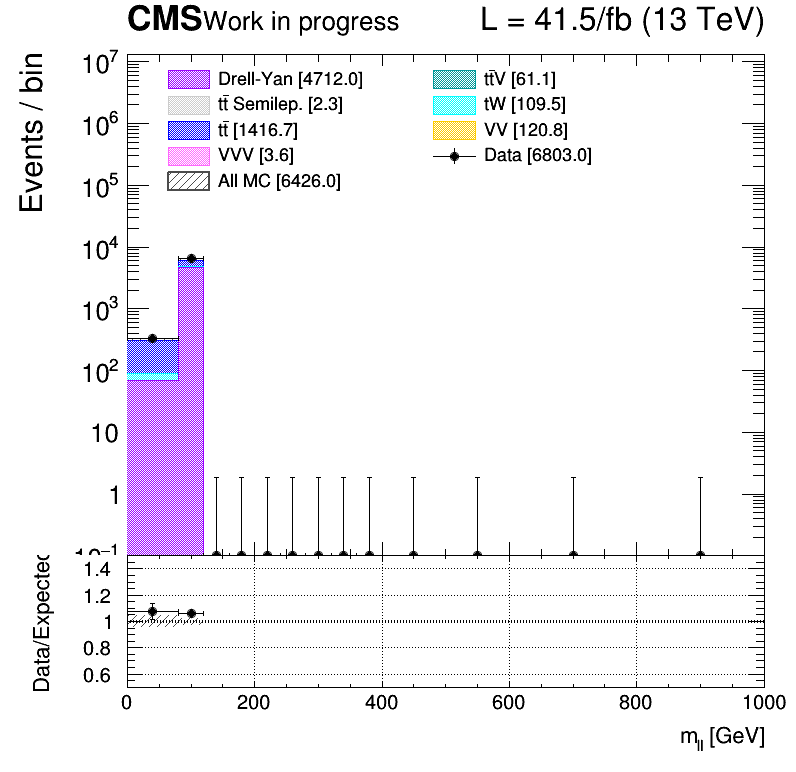 CMS Work in progress L = 41.5/fb (13 TeV)
Events / bin
10⁷
10⁶
10⁵
10⁴
10³
10²
10
1
10⁻¹
Drell-Yan [4712.0]
tt̄ Semilep. [2.3]
tt̄ [1416.7]
VVV [3.6]
All MC [6426.0]
tt̄V [61.1]
tW [109.5]
VV [120.8]
Data [6803.0]
Data/Expected
1.4
1.2
1
0.8
0.6
0 200 400 600 800 1000
m_ll [GeV]